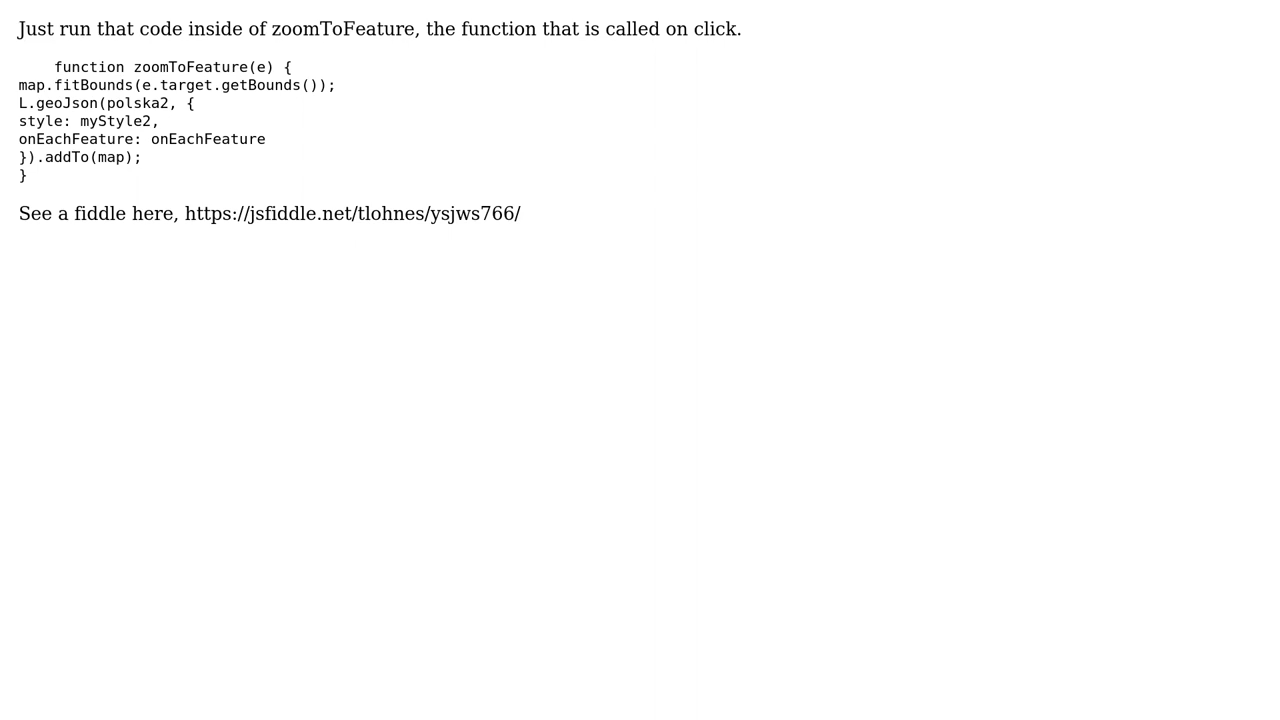 Just run that code inside of zoomToFeature, the function that is called on click.
    function zoomToFeature(e) {
map.fitBounds(e.target.getBounds());
L.geoJson(polska2, {
style: myStyle2,
onEachFeature: onEachFeature
}).addTo(map);
}
See a fiddle here, https://jsfiddle.net/tlohnes/ysjws766/